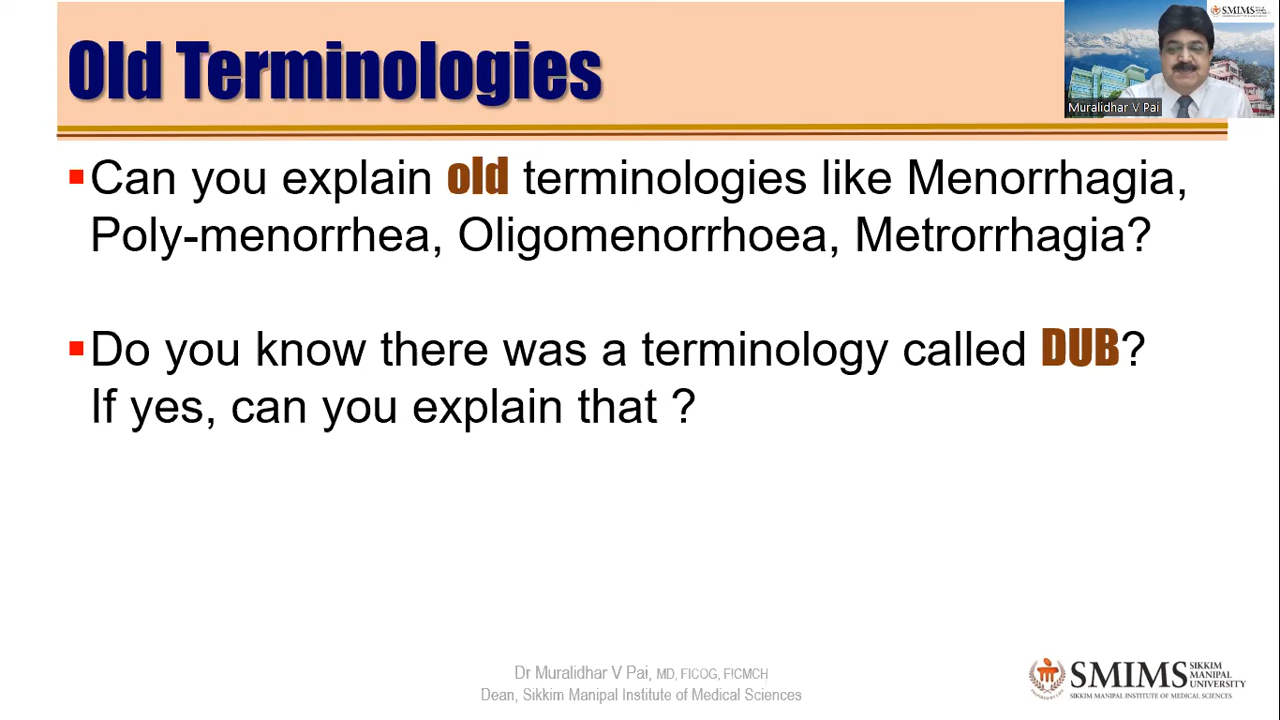 Old Terminologies
SMIMS
Muralidhar V Pai
Can you explain old terminologies like Menorrhagia,
Poly-menorrhea, Oligomenorrhoea, Metrorrhagia?
Do you know there was a terminology called DUB?
If yes, can you explain that ?
Dr Muralidhar V Pai, MD, FICOG, FICMCH
Dean, Sikkim Manipal Institute of Medical Sciences
SMIMS SIKKIM
MANIPAL
UNIVERSITY
SIKKIM MANIPAL INSTITUTE OF MEDICAL SCIENCES